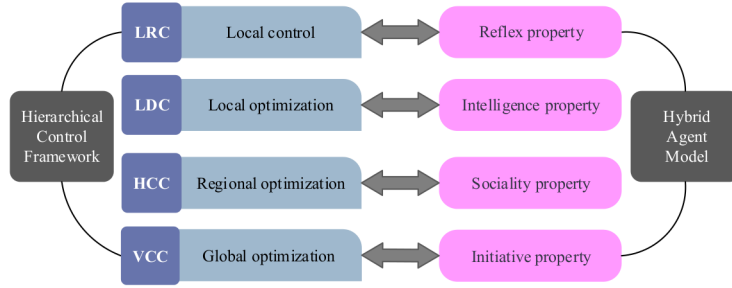 LRC Local control Reflex property
LDC Local optimization Intelligence property
Hierarchical
Control
Framework
Hybrid
Agent
Model
HCC Regional optimization Sociality property
VCC Global optimization Initiative property